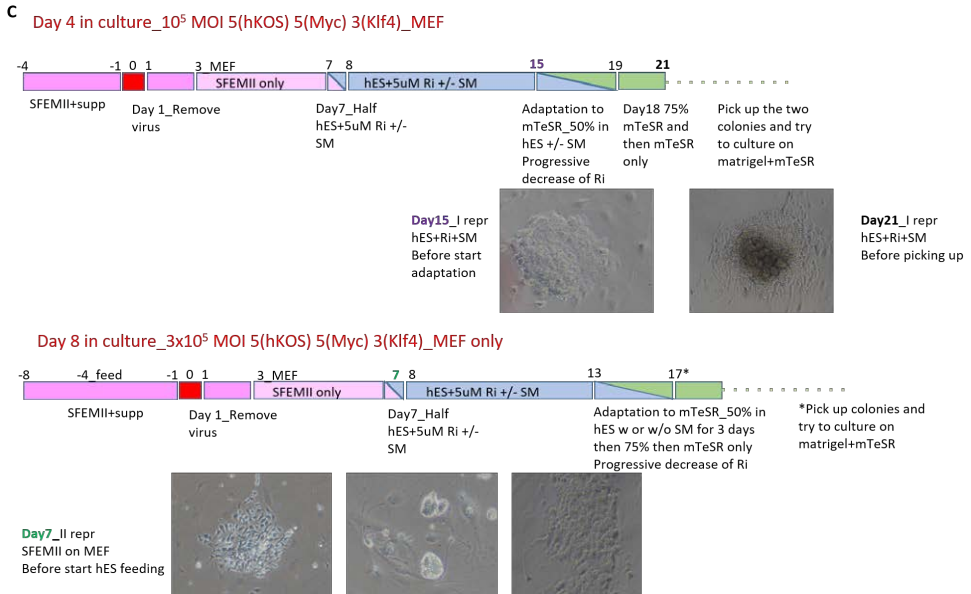 C
Day 4 in culture_10⁵ MOI 5(hKOS) 5(Myc) 3(Klf4)_MEF
-4 -1 0 1 3_MEF 7 8 15 19 21
SFEMII only
hES+5uM Ri +/- SM
SFEMII+supp
Day 1_Remove
virus
Day7_Half
hES+5uM Ri +/-
SM
Adaptation to
mTeSR_50% in
hES +/- SM
Progressive
decrease of Ri
Day18 75%
mTeSR and
then mTeSR
only
Pick up the two
colonies and try
to culture on
matrigel+mTeSR
Day15_I repr
hES+Ri+SM
Before start
adaptation
Day21_I repr
hES+Ri+SM
Before picking up
Day 8 in culture_3x10⁵ MOI 5(hKOS) 5(Myc) 3(Klf4)_MEF only
-8 -4_feed -1 0 1 3_MEF 7 8 13 17*
SFEMII only
hES+5uM Ri +/- SM
SFEMII+supp
Day 1_Remove
virus
Day7_Half
hES+5uM Ri +/-
SM
Adaptation to mTeSR_50% in
hES w or w/o SM for 3 days
then 75% then mTeSR only
Progressive decrease of Ri
*Pick up colonies and
try to culture on
matrigel+mTeSR
Day7_II repr
SFEMII on MEF
Before start hES feeding